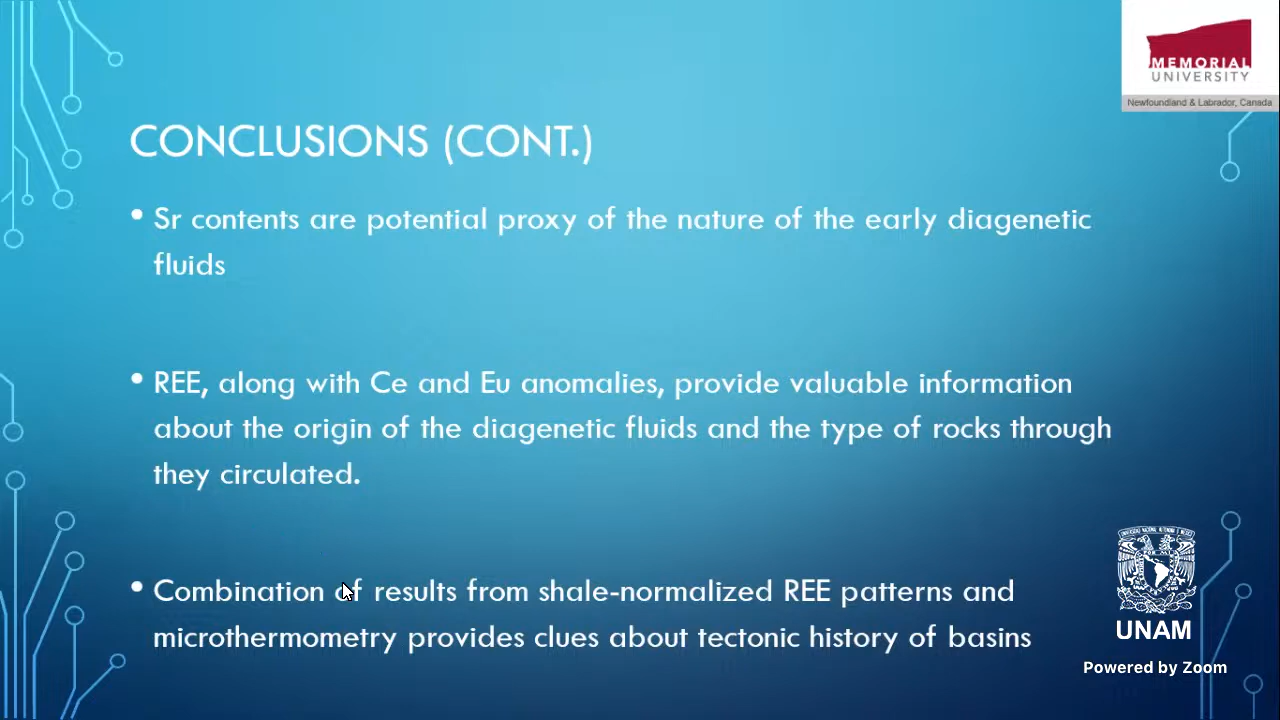 MEMORIAL
UNIVERSITY
Newfoundland & Labrador, Canada
CONCLUSIONS (CONT.)
• Sr contents are potential proxy of the nature of the early diagenetic
fluids
• REE, along with Ce and Eu anomalies, provide valuable information
about the origin of the diagenetic fluids and the type of rocks through
they circulated.
• Combination of results from shale-normalized REE patterns and
microthermometry provides clues about tectonic history of basins
UNAM
Powered by Zoom